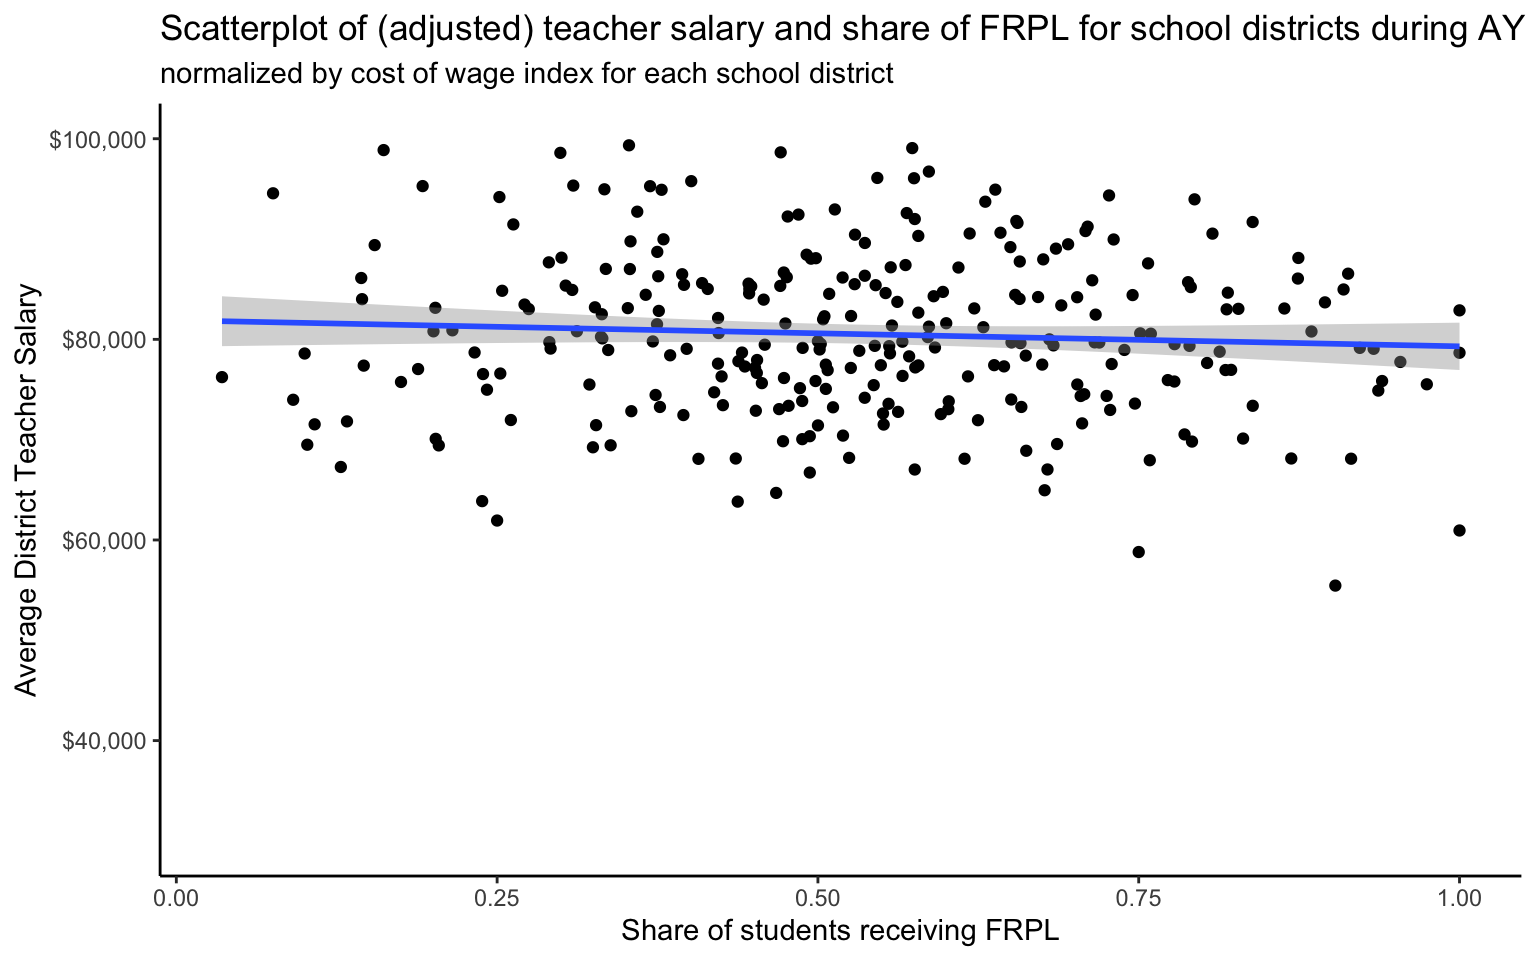 Scatterplot of (adjusted) teacher salary and share of FRPL for school districts during AY
normalized by cost of wage index for each school district
Average District Teacher Salary
$100,000
$80,000
$60,000
$40,000
0.00 0.25 0.50 0.75 1.00
Share of students receiving FRPL